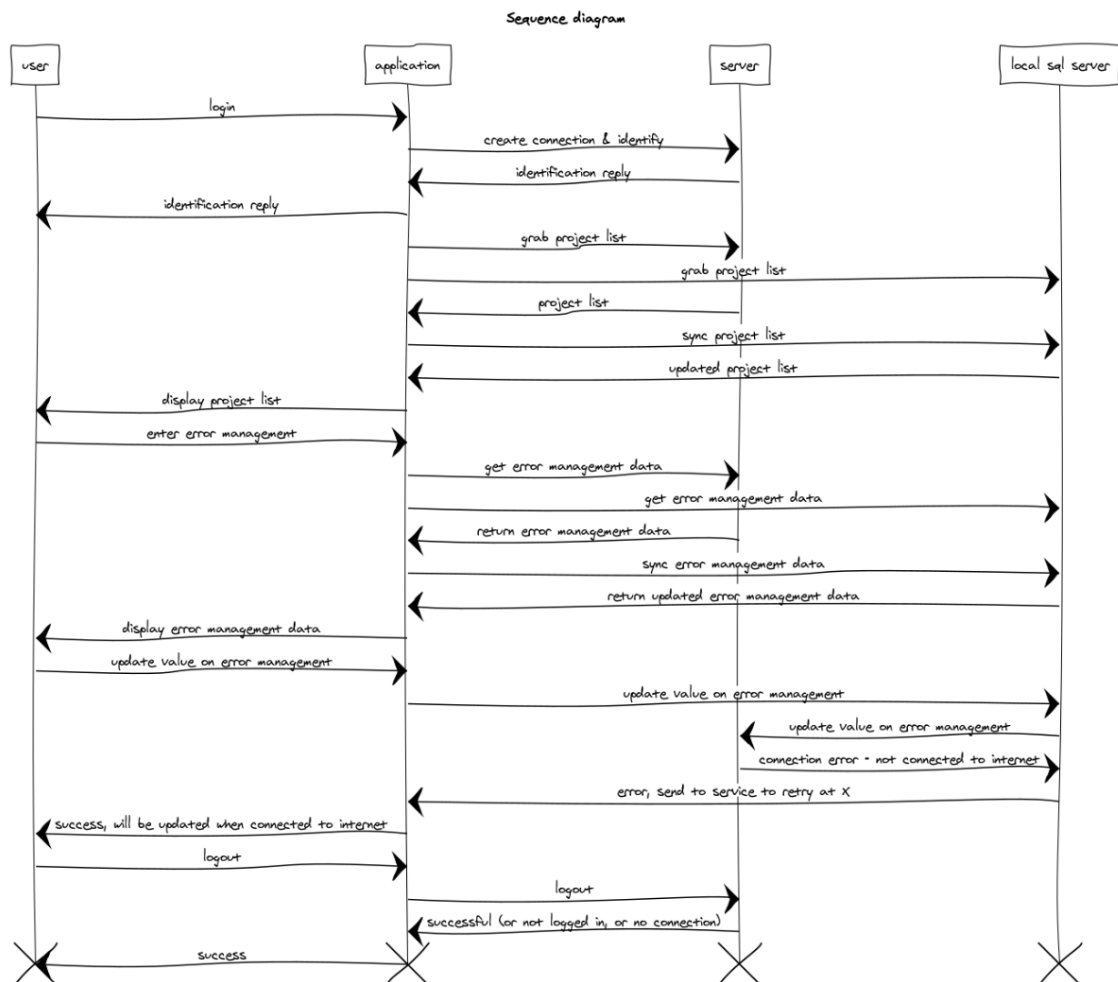 Sequence diagram
user
application
server
local sql server
login
create connection & identify
identification reply
identification reply
grab project list
grab project list
project list
sync project list
updated project list
display project list
enter error management
get error management data
get error management data
return error management data
sync error management data
return updated error management data
display error management data
update value on error management
update value on error management
update value on error management
connection error - not connected to internet
error, send to service to retry at X
success, will be updated when connected to internet
logout
logout
successful (or not logged in, or no connection)
success